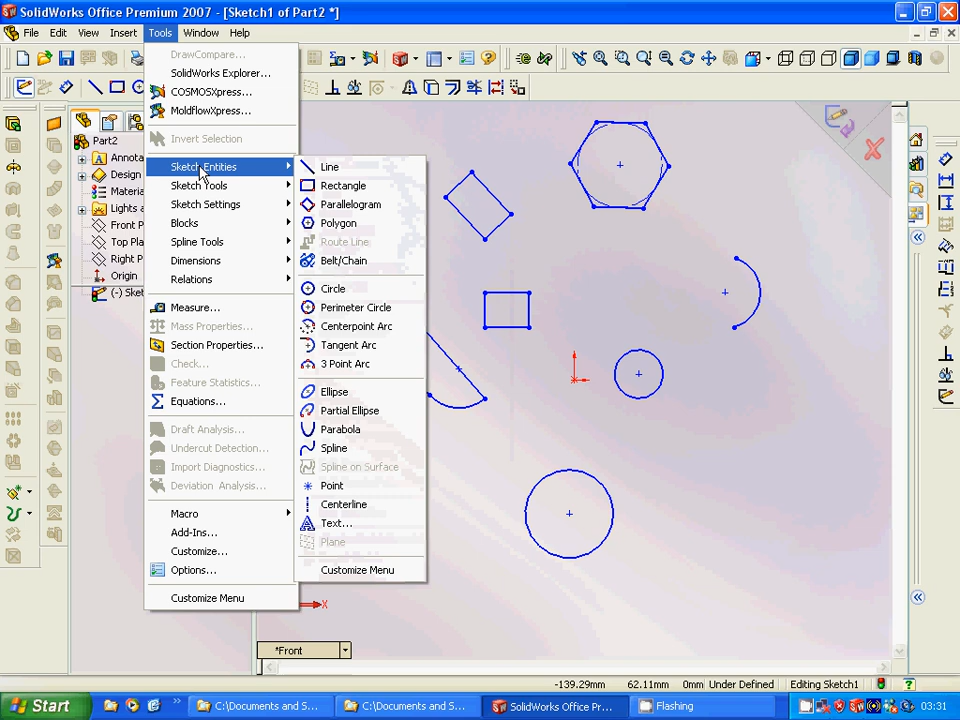 SolidWorks Office Premium 2007 - [Sketch1 of Part2 *]
File Edit View Insert Tools Window Help
DrawCompare...
SolidWorks Explorer...
COSMOSXpress...
MoldflowXpress...
Invert Selection
Sketch Entities
Sketch Tools
Sketch Settings
Blocks
Spline Tools
Dimensions
Relations
Measure...
Mass Properties...
Section Properties...
Check...
Feature Statistics...
Equations...
Draft Analysis...
Undercut Detection...
Import Diagnostics...
Deviation Analysis...
Macro
Add-Ins...
Customize...
Options...
Customize Menu
Line
Rectangle
Parallelogram
Polygon
Route Line
Belt/Chain
Circle
Perimeter Circle
Centerpoint Arc
Tangent Arc
3 Point Arc
Ellipse
Partial Ellipse
Parabola
Spline
Spline on Surface
Point
Centerline
Text...
Plane
Customize Menu
Part2
Annota
Design
Materia
Lights a
Front P
Top Pla
Right P
Origin
(-) Sket
X
*Front
-139.29mm 62.11mm 0mm Under Defined Editing Sketch1
Start C:\Documents and S... C:\Documents and S... SolidWorks Office Pr... Flashing 03:31